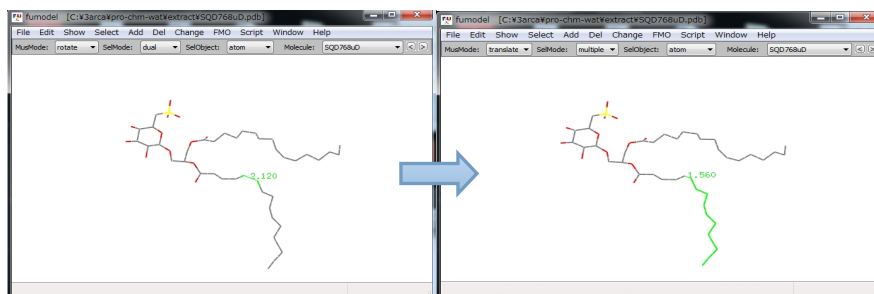 fumodel [C:¥3arca¥pro-chm-wat¥extract¥SQD768uD.pdb]
File Edit Show Select Add Del Change FMO Script Window Help
MusMode: rotate SelMode: dual SelObject: atom Molecule: SQD768uD < >
2.120
fumodel [C:¥3arca¥pro-chm-wat¥extract¥SQD768uD.pdb]
File Edit Show Select Add Del Change FMO Script Window Help
MusMode: translate SelMode: multiple SelObject: atom Molecule: SQD768uD < >
1.560